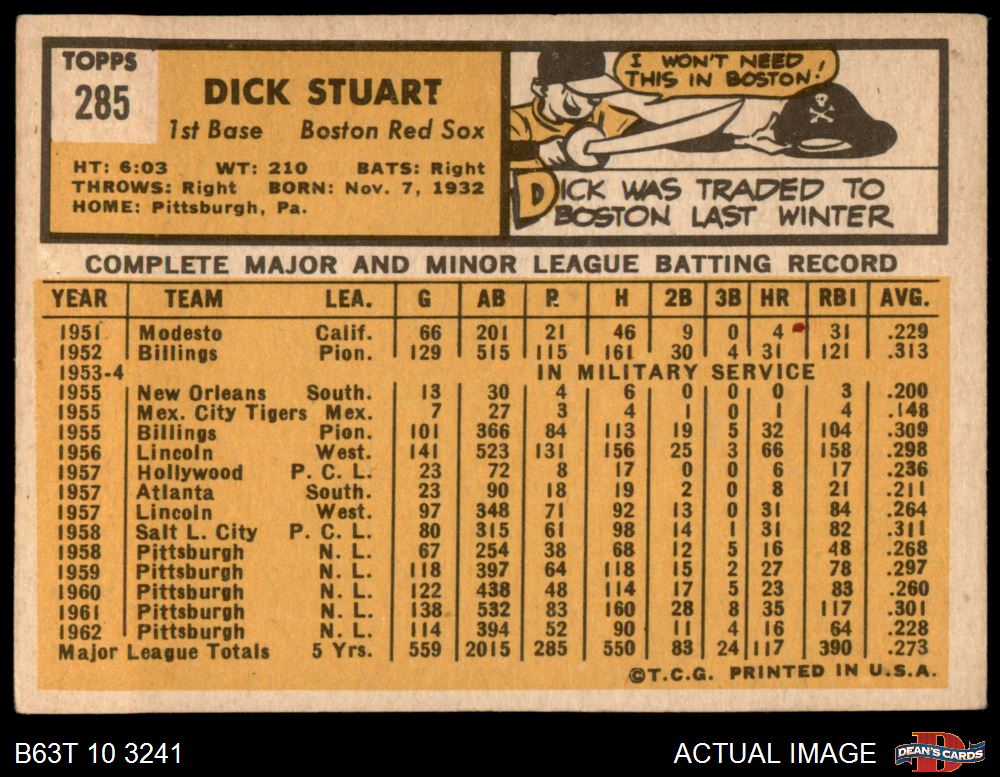 TOPPS
285
DICK STUART
1st Base Boston Red Sox
HT: 6:03 WT: 210 BATS: Right
THROWS: Right BORN: Nov. 7, 1932
HOME: Pittsburgh, Pa.
I WON'T NEED
THIS IN BOSTON!
DICK WAS TRADED TO
BOSTON LAST WINTER
COMPLETE MAJOR AND MINOR LEAGUE BATTING RECORD
YEAR TEAM LEA. G AB R H 2B 3B HR RBI AVG.
1951 Modesto Calif. 66 201 21 46 9 0 4 31 .229
1952 Billings Pion. 129 515 115 161 30 4 31 121 .313
1953-4 IN MILITARY SERVICE
1955 New Orleans South. 13 30 4 6 0 0 0 3 .200
1955 Mex. City Tigers Mex. 7 27 3 4 1 0 1 4 .148
1955 Billings Pion. 101 366 84 113 19 5 32 104 .309
1956 Lincoln West. 141 523 131 156 25 3 66 158 .298
1957 Hollywood P. C. L. 23 72 8 17 0 0 6 17 .236
1957 Atlanta South. 23 90 18 19 2 0 8 21 .211
1957 Lincoln West. 97 348 71 92 13 0 31 84 .264
1958 Salt L. City P. C. L. 80 315 61 98 14 1 31 82 .311
1958 Pittsburgh N. L. 67 254 38 68 12 5 16 48 .268
1959 Pittsburgh N. L. 118 397 64 118 15 2 27 78 .297
1960 Pittsburgh N. L. 122 438 48 114 17 5 23 83 .260
1961 Pittsburgh N. L. 138 532 83 160 28 8 35 117 .301
1962 Pittsburgh N. L. 114 394 52 90 11 4 16 64 .228
Major League Totals 5 Yrs. 559 2015 285 550 83 24 117 390 .273
©T.C.G. PRINTED IN U.S.A.
B63T 10 3241
ACTUAL IMAGE
DEAN'S CARDS